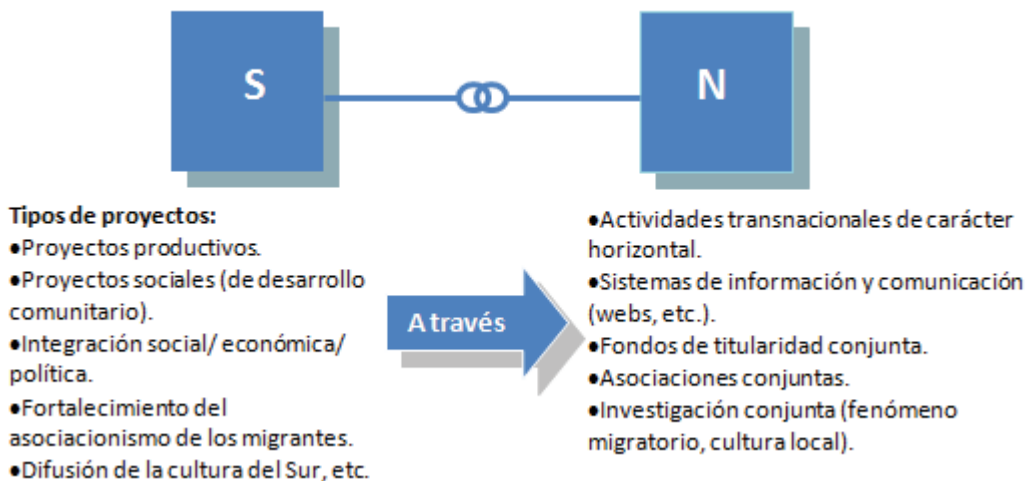 S
N
Tipos de proyectos:
•Proyectos productivos.
•Proyectos sociales (de desarrollo
comunitario).
•Integración social/ económica/
política.
•Fortalecimiento del
asociacionismo de los migrantes.
•Difusión de la cultura del Sur, etc.
A través
•Actividades transnacionales de carácter
horizontal.
•Sistemas de información y comunicación
(webs, etc.).
•Fondos de titularidad conjunta.
•Asociaciones conjuntas.
•Investigación conjunta (fenómeno
migratorio, cultura local).